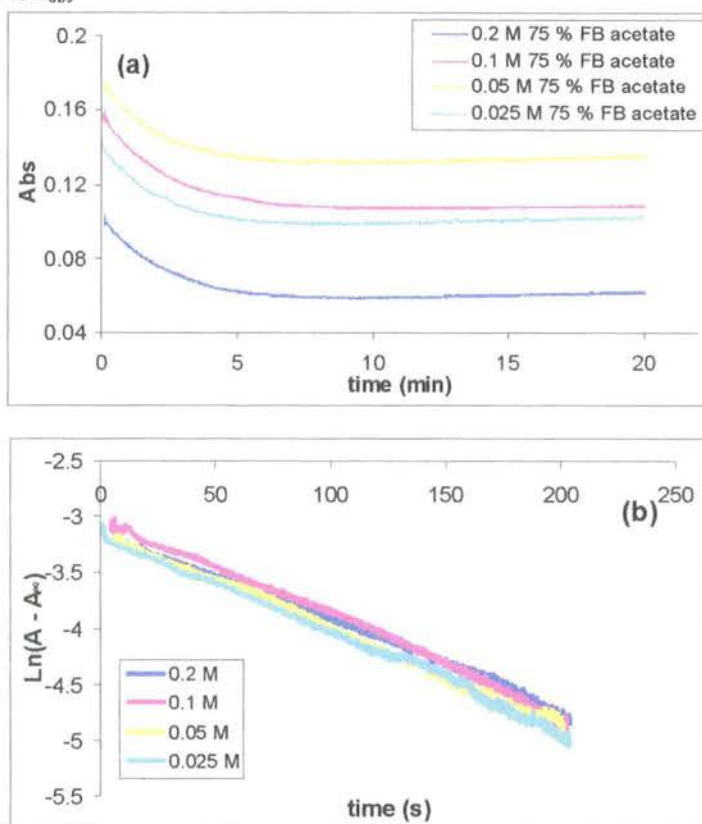 0.2
0.16
0.12
0.08
0.04
Abs
(a)
0.2 M 75 % FB acetate
0.1 M 75 % FB acetate
0.05 M 75 % FB acetate
0.025 M 75 % FB acetate
0 5 10 15 20
time (min)
-2.5
0 50 100 150 200 250
-3
-3.5
-4
-4.5
-5
-5.5
Ln(A - A∞)
(b)
0.2 M
0.1 M
0.05 M
0.025 M
time (s)